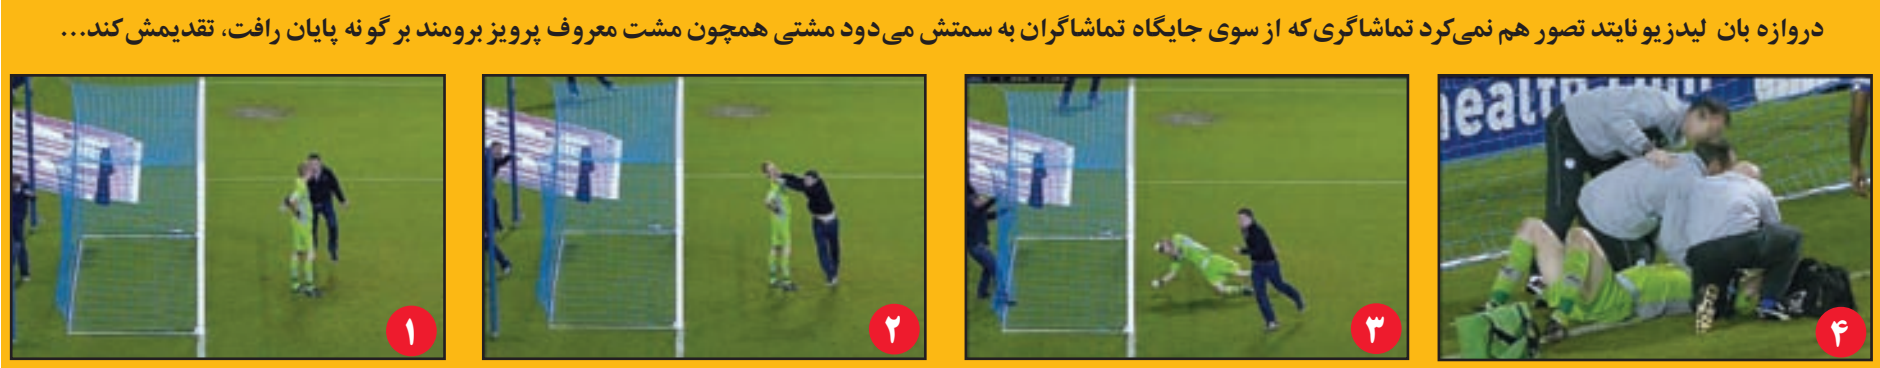 دروازه بان لیدزیونایتد تصور هم نمی‌کرد تماشاگری که از سوی جایگاه تماشاگران به سمتش می‌دود مشتی همچون مشت معروف پرویز برومند بر گونه پایان رافت، تقدیمش کند...
۱
۲
۳
۴